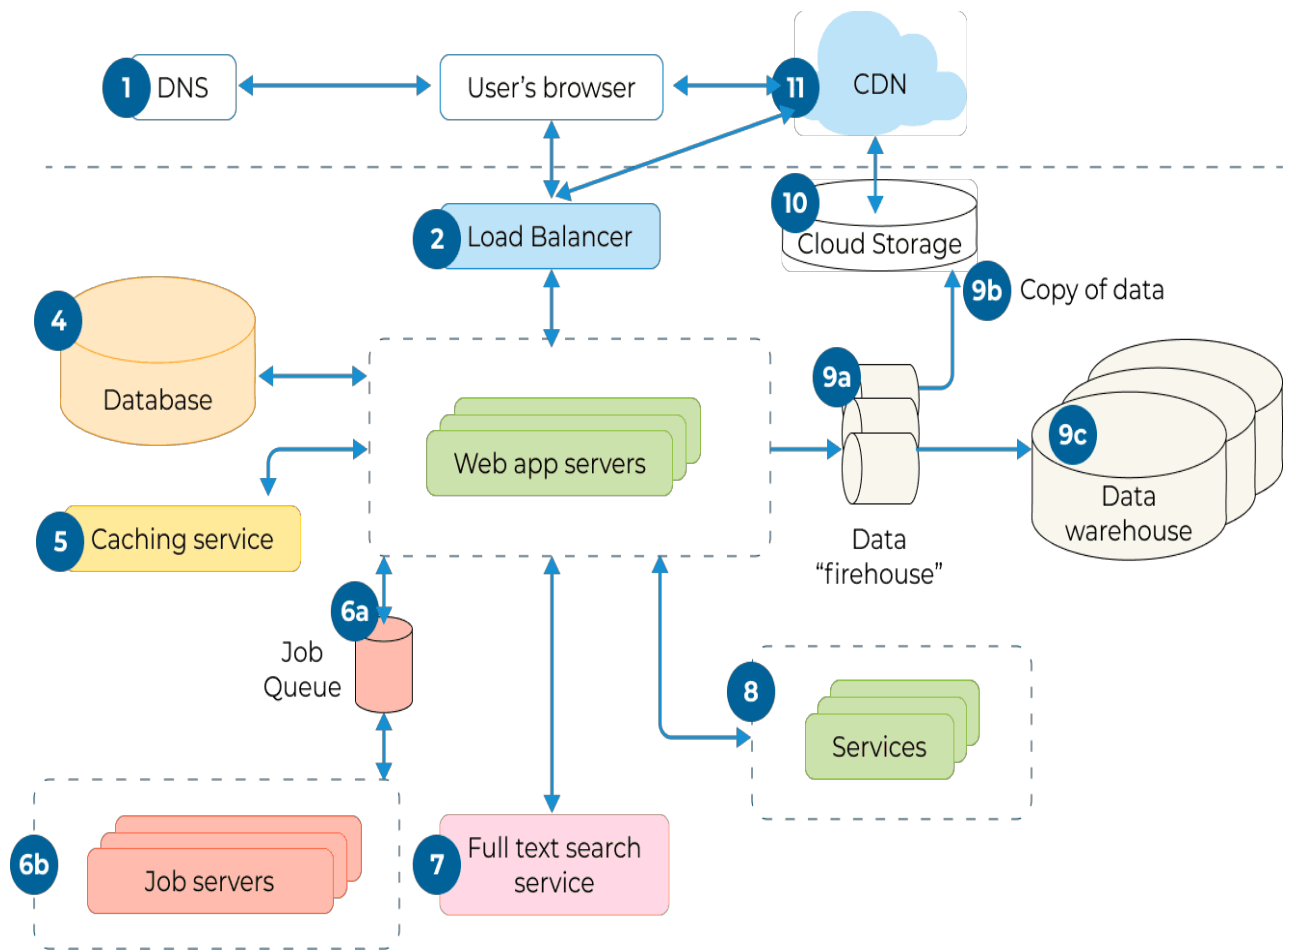 1 DNS
User's browser
11 CDN
2 Load Balancer
10
Cloud Storage
9b Copy of data
4
Database
9a
9c
Web app servers
Data
warehouse
5 Caching service
Data
“firehouse”
6a
Job
Queue
8
Services
6b
Job servers
7
Full text search
service